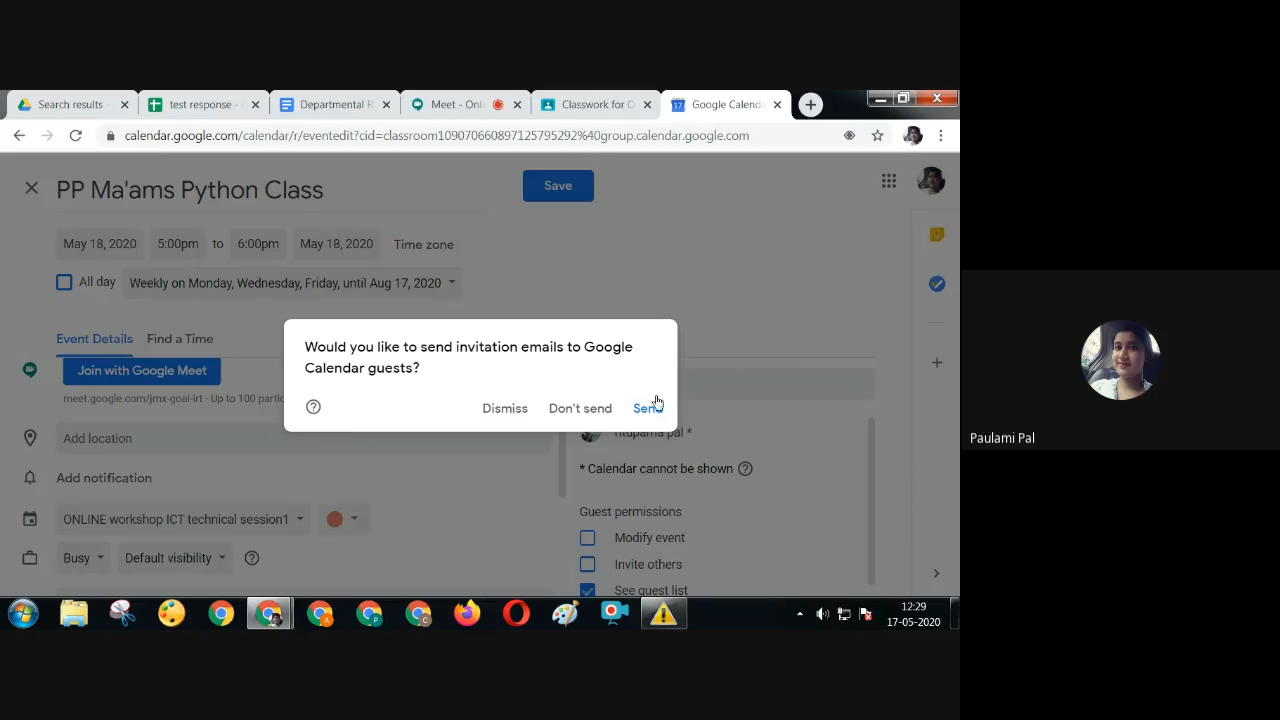 Search results -
test response -
Departmental R
Meet - Onli
Classwork for O
Google Calenda
calendar.google.com/calendar/r/eventedit?cid=classroom109070660897125795292%40group.calendar.google.com
PP Ma'ams Python Class
Save
May 18, 2020 5:00pm to 6:00pm May 18, 2020 Time zone
All day Weekly on Monday, Wednesday, Friday, until Aug 17, 2020
Event Details Find a Time
Would you like to send invitation emails to Google
Calendar guests?
Dismiss Don't send Send
Join with Google Meet
meet.google.com/jmx-goai-irt · Up to 100 partic
Add location
Add notification
ONLINE workshop ICT technical session1
Busy Default visibility
rituparna pal *
* Calendar cannot be shown
Guest permissions
Modify event
Invite others
See guest list
12:29
17-05-2020
Paulami Pal